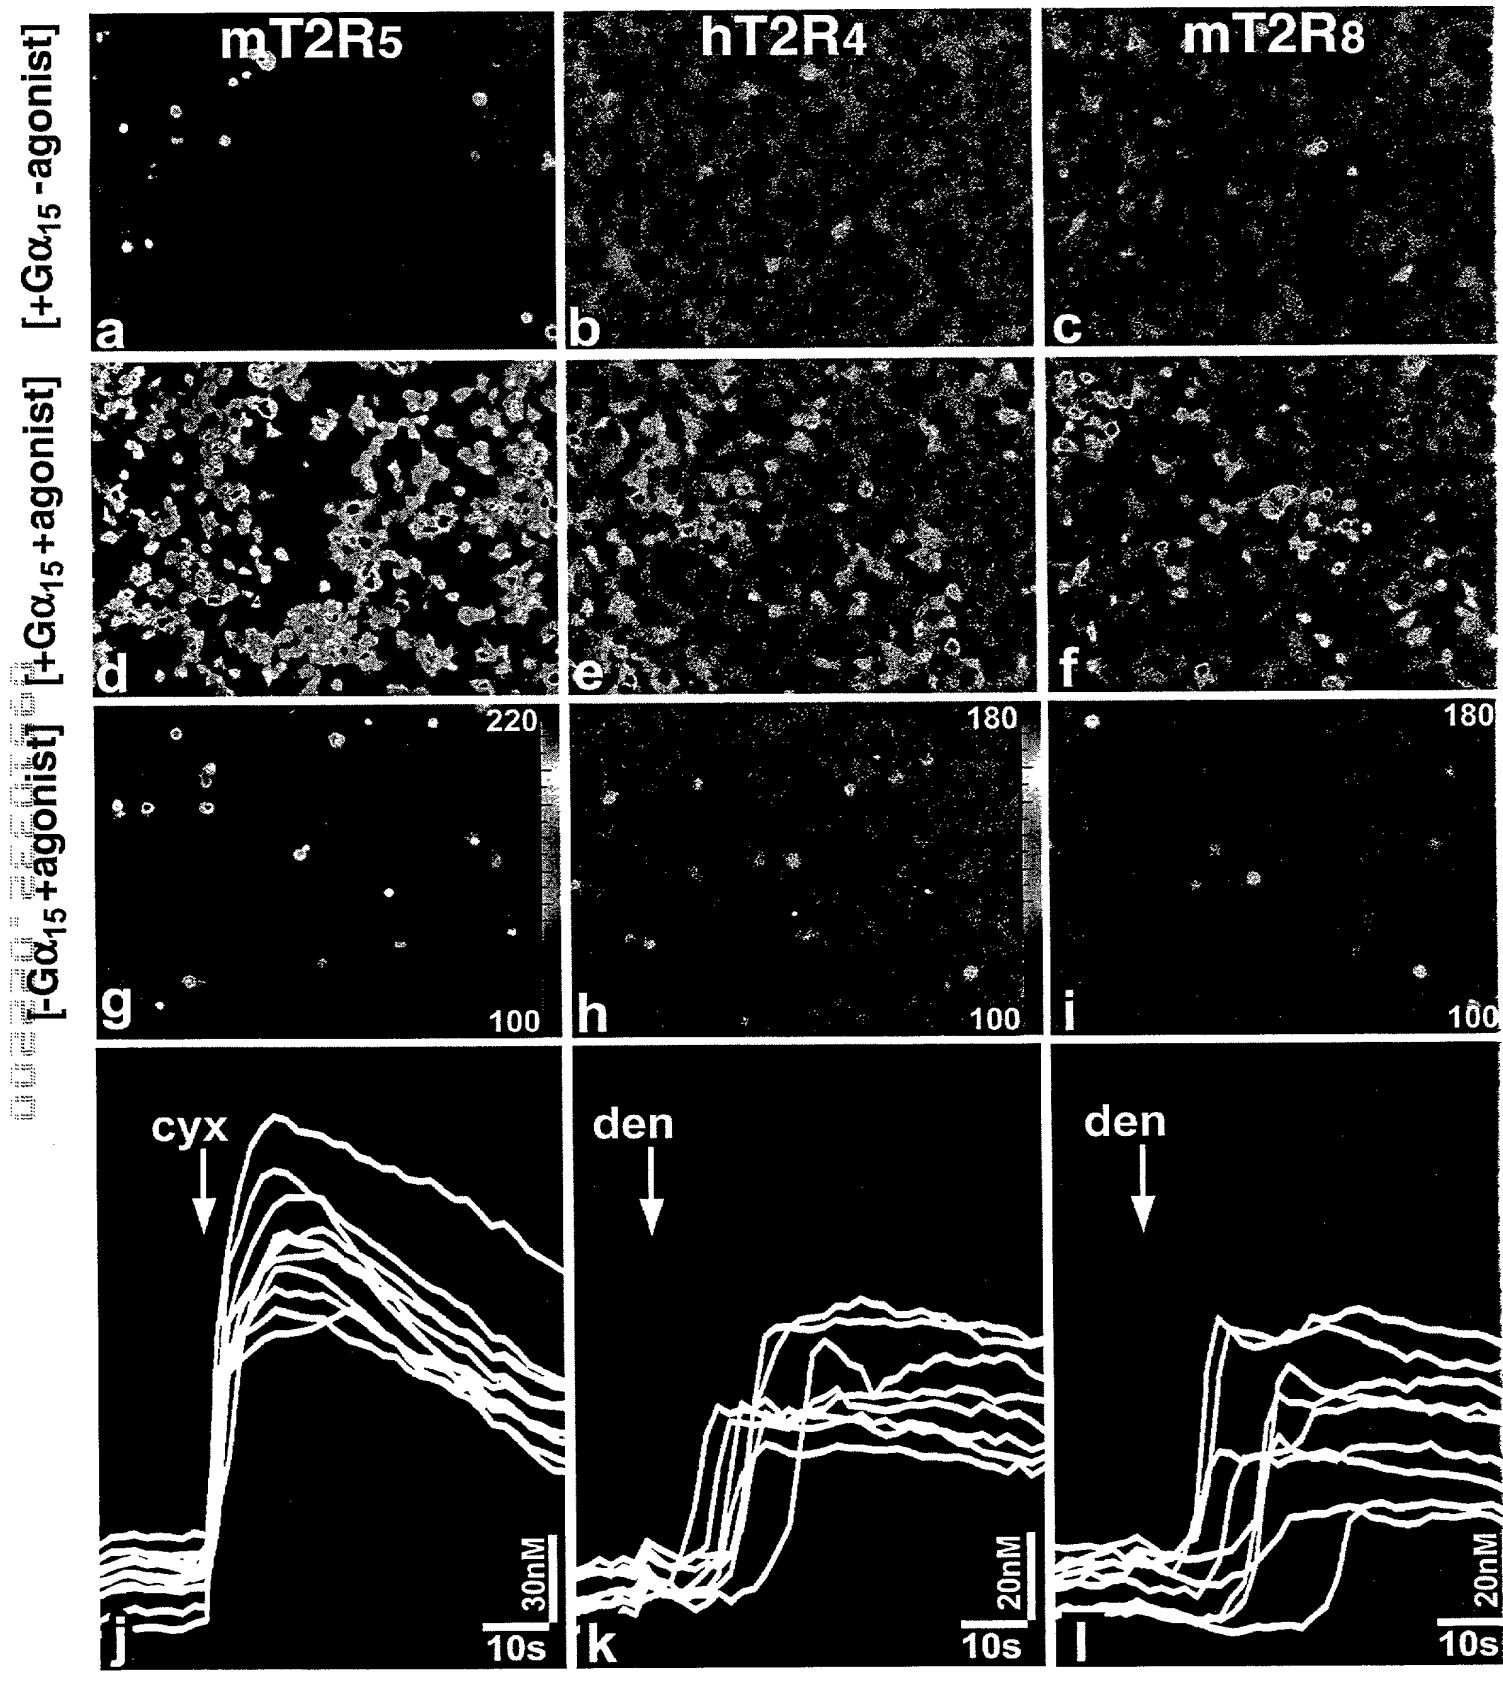 mT2R5 hT2R4 mT2R8
[+Gα15 -agonist]
a b c
[+Gα15 +agonist]
d e f
[-Gα15 +agonist]
220 180 180
g h i
100 100 100
cyx den den
30nM 20nM 20nM
j k l
10s 10s 10s